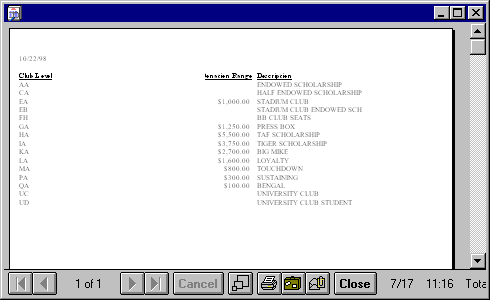 10/22/98
Club Level Donation Range Description
AA ENDOWED SCHOLARSHIP
CA HALF ENDOWED SCHOLARSHIP
EA $1,000.00 STADIUM CLUB
EB STADIUM CLUB ENDOWED SCH
FH BB CLUB SEATS
GA $1,250.00 PRESS BOX
HA $5,500.00 TAF SCHOLARSHIP
IA $3,750.00 TIGER SCHOLARSHIP
KA $2,700.00 BIG MIKE
LA $1,600.00 LOYALTY
MA $800.00 TOUCHDOWN
PA $300.00 SUSTAINING
QA $100.00 BENGAL
UC UNIVERSITY CLUB
UD UNIVERSITY CLUB STUDENT
1 of 1 Cancel Close 7/17 11:16 Tota